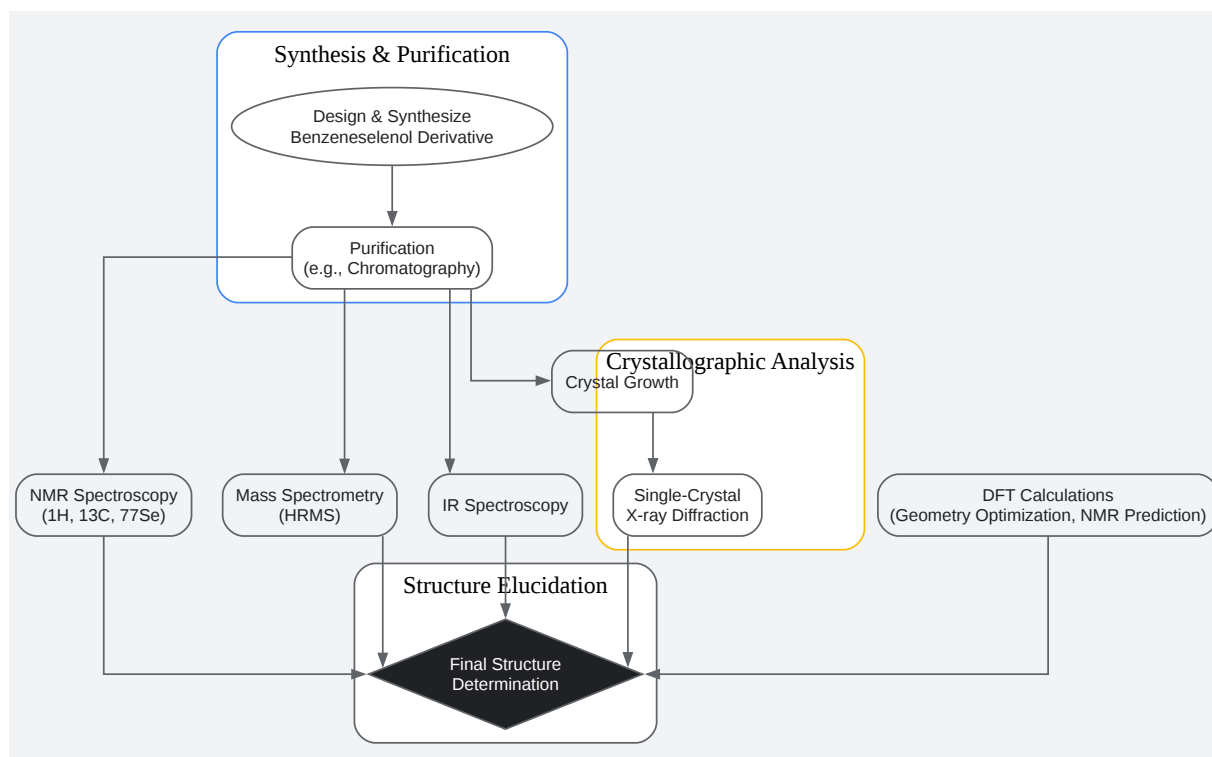 Synthesis & Purification
Design & Synthesize
Benzeneselenol Derivative
Purification
(e.g., Chromatography)
Crystallographic Analysis
Crystal Growth
NMR Spectroscopy
(1H, 13C, 77Se)
Mass Spectrometry
(HRMS)
IR Spectroscopy
Single-Crystal
X-ray Diffraction
DFT Calculations
(Geometry Optimization, NMR Prediction)
Structure Elucidation
Final Structure
Determination